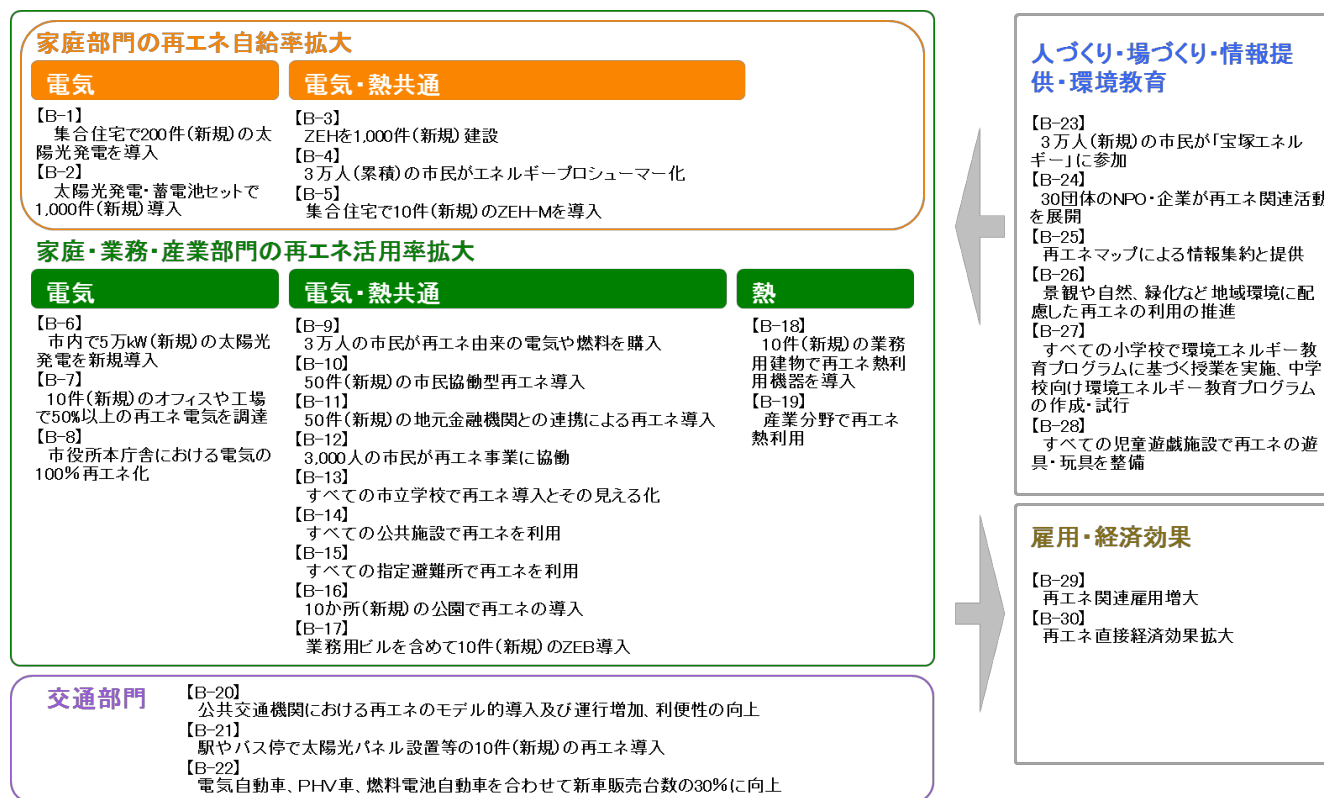 家庭部門の再エネ自給率拡大
電気
【B-1】
集合住宅で200件(新規)の太
陽光発電を導入
【B-2】
太陽光発電・蓄電池セットで
1,000件(新規)導入
電気・熱共通
【B-3】
ZEHを1,000件(新規)建設
【B-4】
3万人(累積)の市民がエネルギープロシューマー化
【B-5】
集合住宅で10件(新規)のZEH-Mを導入
家庭・業務・産業部門の再エネ活用率拡大
電気
【B-6】
市内で5万kW(新規)の太陽光
発電を新規導入
【B-7】
10件(新規)のオフィスや工場
で50%以上の再エネ電気を調達
【B-8】
市役所本庁舎における電気の
100%再エネ化
電気・熱共通
【B-9】
3万人の市民が再エネ由来の電気や燃料を購入
【B-10】
50件(新規)の市民協働型再エネ導入
【B-11】
50件(新規)の地元金融機関との連携による再エネ導入
【B-12】
3,000人の市民が再エネ事業に協働
【B-13】
すべての市立学校で再エネ導入とその見える化
【B-14】
すべての公共施設で再エネを利用
【B-15】
すべての指定避難所で再エネを利用
【B-16】
10か所(新規)の公園で再エネの導入
【B-17】
業務用ビルを含めて10件(新規)のZEB導入
熱
【B-18】
10件(新規)の業務
用建物で再エネ熱利
用機器を導入
【B-19】
産業分野で再エネ
熱利用
交通部門
【B-20】
公共交通機関における再エネのモデル的導入及び運行増加、利便性の向上
【B-21】
駅やバス停で太陽光パネル設置等の10件(新規)の再エネ導入
【B-22】
電気自動車、PHV車、燃料電池自動車を合わせて新車販売台数の30%に向上
人づくり・場づくり・情報提
供・環境教育
【B-23】
3万人(新規)の市民が「宝塚エネル
ギー」に参加
【B-24】
30団体のNPO・企業が再エネ関連活動
を展開
【B-25】
再エネマップによる情報集約と提供
【B-26】
景観や自然、緑化など地域環境に配
慮した再エネの利用の推進
【B-27】
すべての小学校で環境エネルギー教
育プログラムに基づく授業を実施、中学
校向け環境エネルギー教育プログラム
の作成・試行
【B-28】
すべての児童遊戯施設で再エネの遊
具・玩具を整備
雇用・経済効果
【B-29】
再エネ関連雇用増大
【B-30】
再エネ直接経済効果拡大